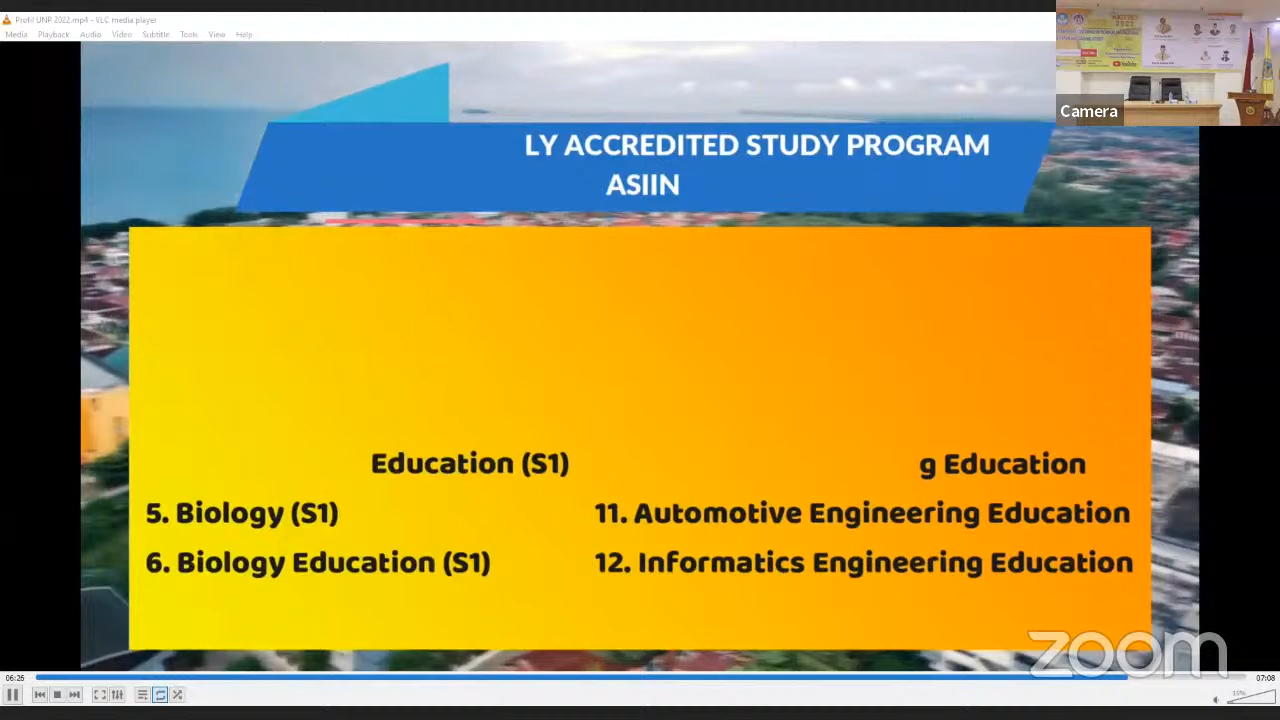 Profil UNP 2022.mp4 - VLC media player
Media Playback Audio Video Subtitle Tools View Help
Camera
LY ACCREDITED STUDY PROGRAM
ASIIN
Education (S1)
5. Biology (S1)
6. Biology Education (S1)
g Education
11. Automotive Engineering Education
12. Informatics Engineering Education
zoom
06:26
07:08